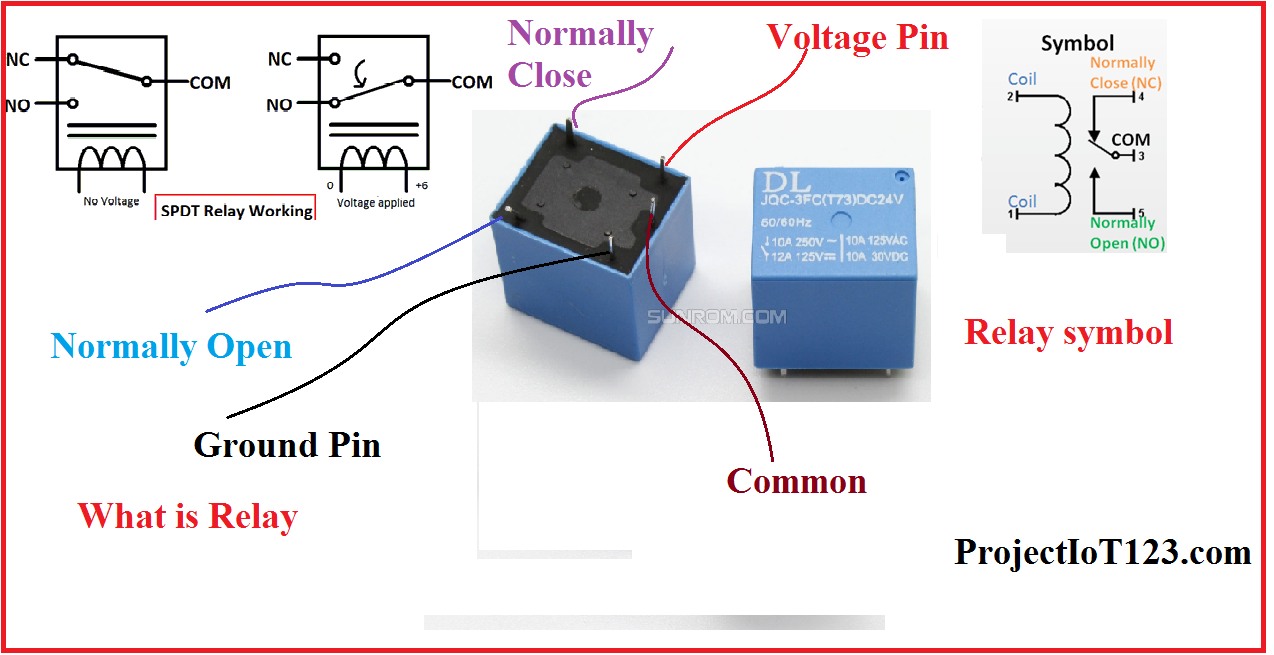 NC
NO
COM
No Voltage
NC
NO
COM
0
+6
Voltage applied
SPDT Relay Working
Normally
Close
Voltage Pin
Normally Open
Ground Pin
What is Relay
Common
SUNROM.COM
DL
JQC-3FC(T73)DC24V
50/60Hz
10A 250V ~ 10A 125VAC
12A 125V 10A 30VDC
Symbol
Coil
2
Normally
Close (NC)
4
COM
3
Coil
1
5
Normally
Open (NO)
Relay symbol
ProjectIoT123.com